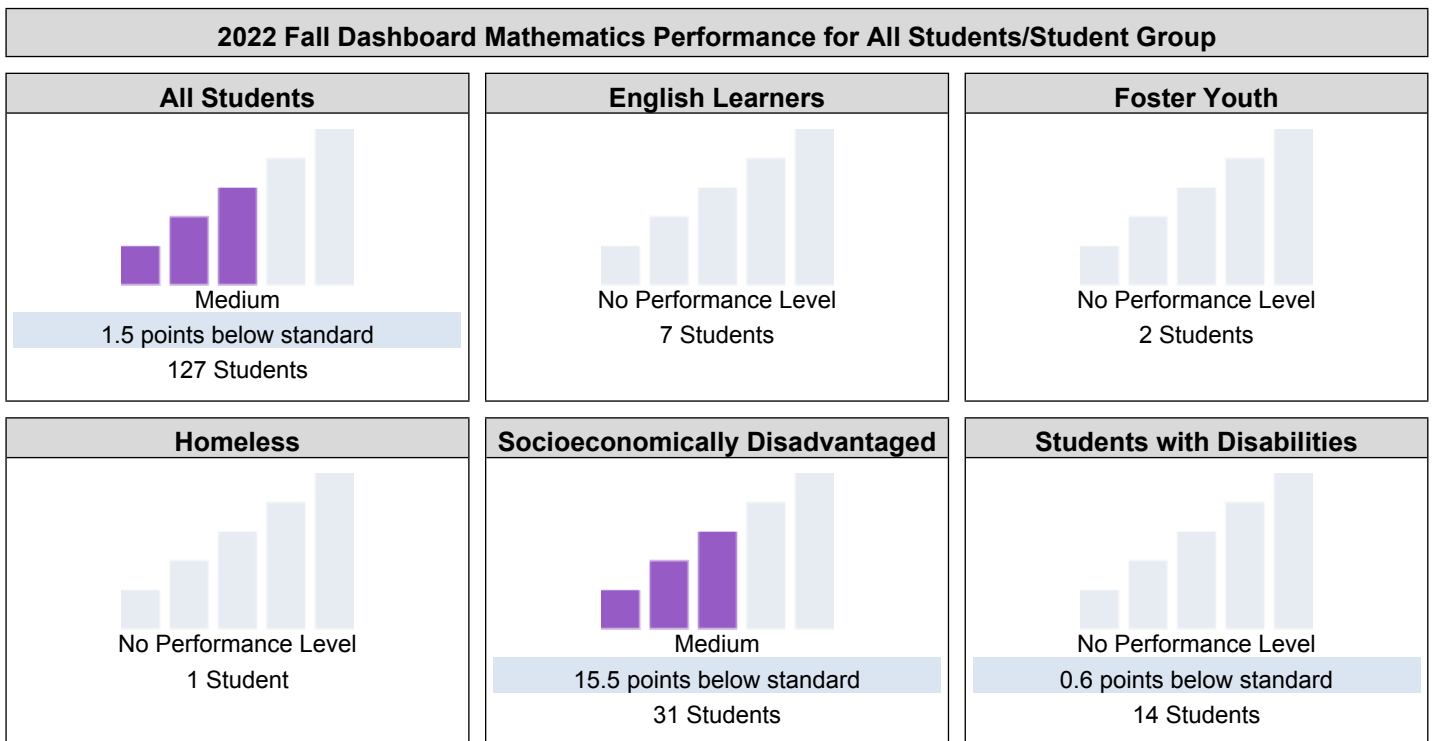 2022 Fall Dashboard Mathematics Performance for All Students/Student Group
All Students
Medium
1.5 points below standard
127 Students
English Learners
No Performance Level
7 Students
Foster Youth
No Performance Level
2 Students
Homeless
No Performance Level
1 Student
Socioeconomically Disadvantaged
Medium
15.5 points below standard
31 Students
Students with Disabilities
No Performance Level
0.6 points below standard
14 Students